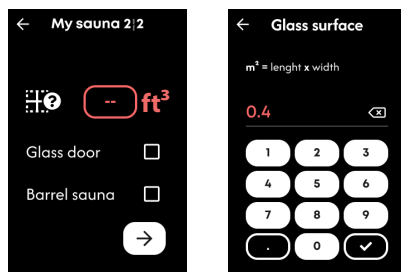 My sauna 2|2
--
ft³
Glass door
Barrel sauna
Glass surface
m² = lenght x width
0.4
1 2 3
4 5 6
7 8 9
. 0